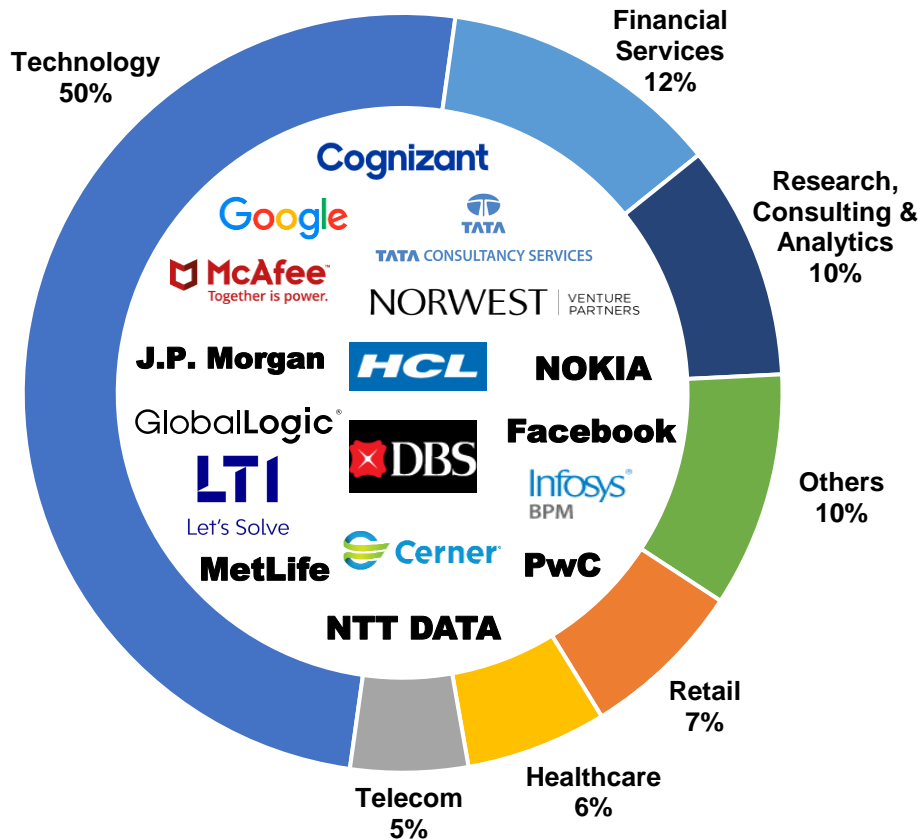 Financial
Services
12%
Technology
50%
Research,
Consulting &
Analytics
10%
Cognizant
Google
TATA
TATA CONSULTANCY SERVICES
McAfee™
Together is power.
NORWEST
VENTURE
PARTNERS
J.P. Morgan
HCL
NOKIA
GlobalLogic®
DBS
Facebook
LTI
Let's Solve
Infosys®
BPM
Others
10%
MetLife
Cerner®
PwC
NTT DATA
Retail
7%
Healthcare
6%
Telecom
5%